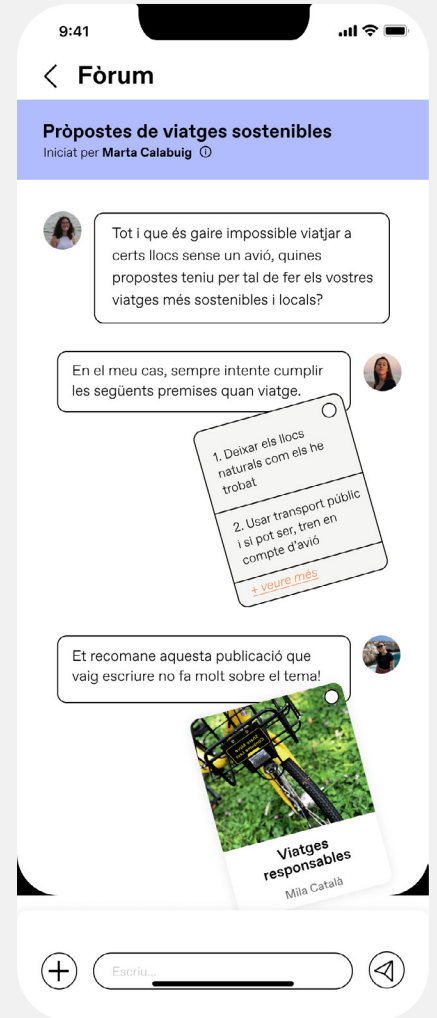 9:41
Fòrum
Pròpostes de viatges sostenibles
Iniciat per Marta Calabuig
Tot i que és gaire impossible viatjar a
certs llocs sense un avió, quines
propostes teniu per tal de fer els vostres
viatges més sostenibles i locals?
En el meu cas, sempre intente cumplir
les següents premises quan viatge.
1. Deixar els llocs
naturals com els he
trobat
2. Usar transport públic
i si pot ser, tren en
compte d'avió
+ veure més
Et recomane aquesta publicació que
vaig escriure no fa molt sobre el tema!
Viatges
responsables
Mila Català
Escriu...